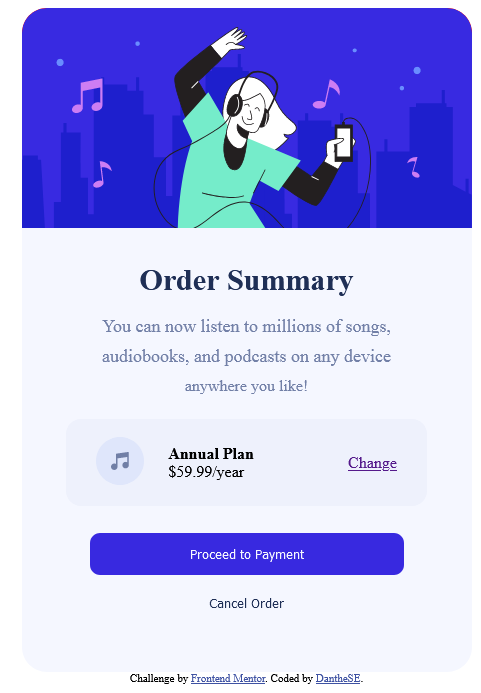 Order Summary
You can now listen to millions of songs,
audiobooks, and podcasts on any device
anywhere you like!
Annual Plan
$59.99/year
Change
Proceed to Payment
Cancel Order
Challenge by Frontend Mentor. Coded by DantheSE.